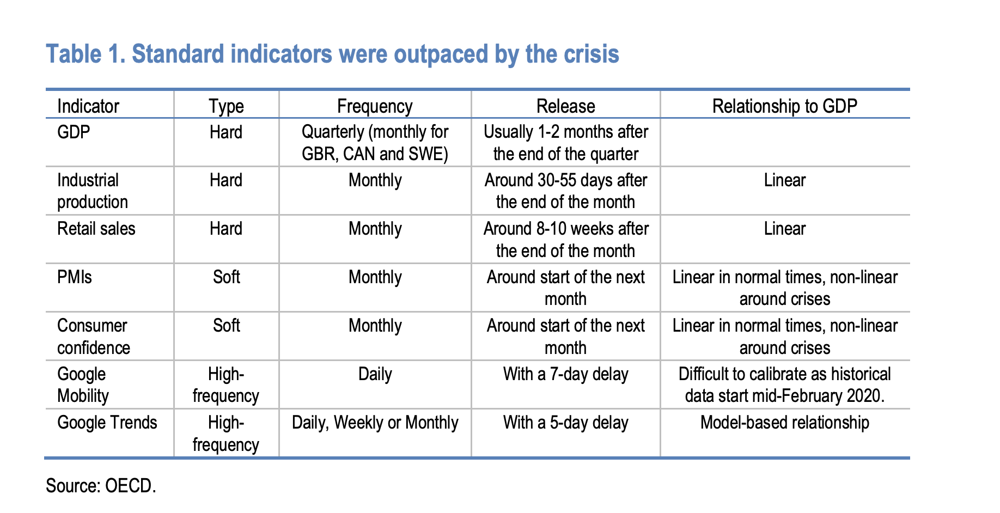 Table 1. Standard indicators were outpaced by the crisis
Indicator Type Frequency Release Relationship to GDP
GDP Hard Quarterly (monthly for Usually 1-2 months after
GBR, CAN and SWE) the end of the quarter
Industrial Hard Monthly Around 30-55 days after Linear
production the end of the month
Retail sales Hard Monthly Around 8-10 weeks after Linear
the end of the month
PMIs Soft Monthly Around start of the next Linear in normal times, non-linear
month around crises
Consumer Soft Monthly Around start of the next Linear in normal times, non-linear
confidence month around crises
Google High- Daily With a 7-day delay Difficult to calibrate as historical
Mobility frequency data start mid-February 2020.
Google Trends High- Daily, Weekly or Monthly With a 5-day delay Model-based relationship
frequency
Source: OECD.